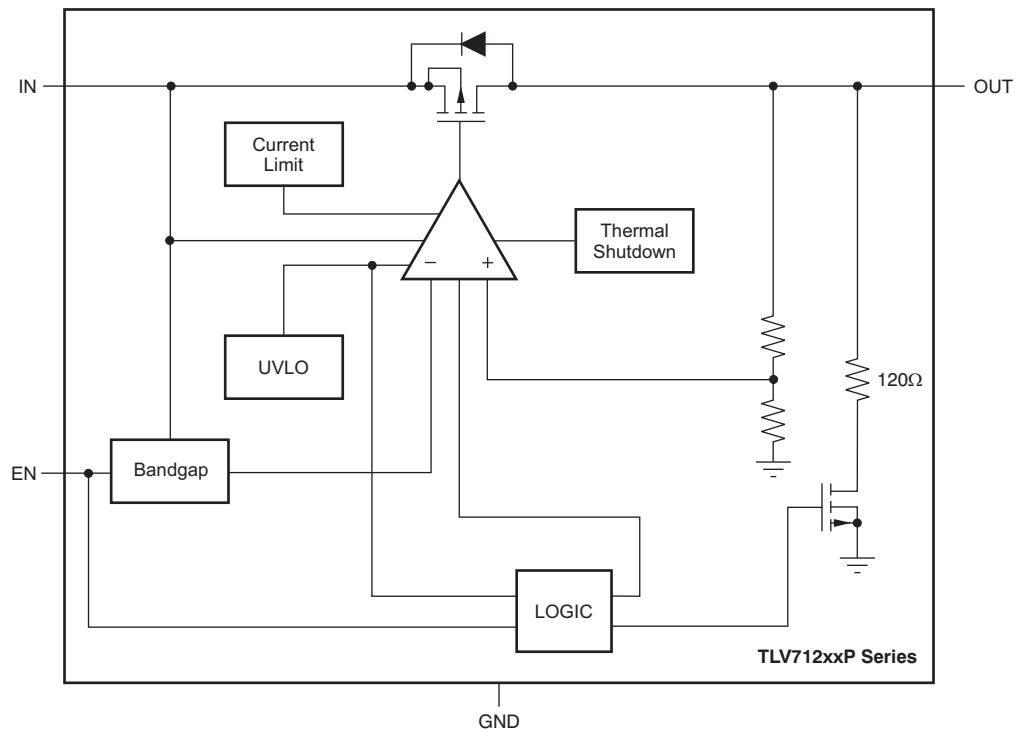 IN
OUT
Current
Limit
Thermal
Shutdown
−
+
UVLO
120Ω
EN
Bandgap
LOGIC
TLV712xxP Series
GND